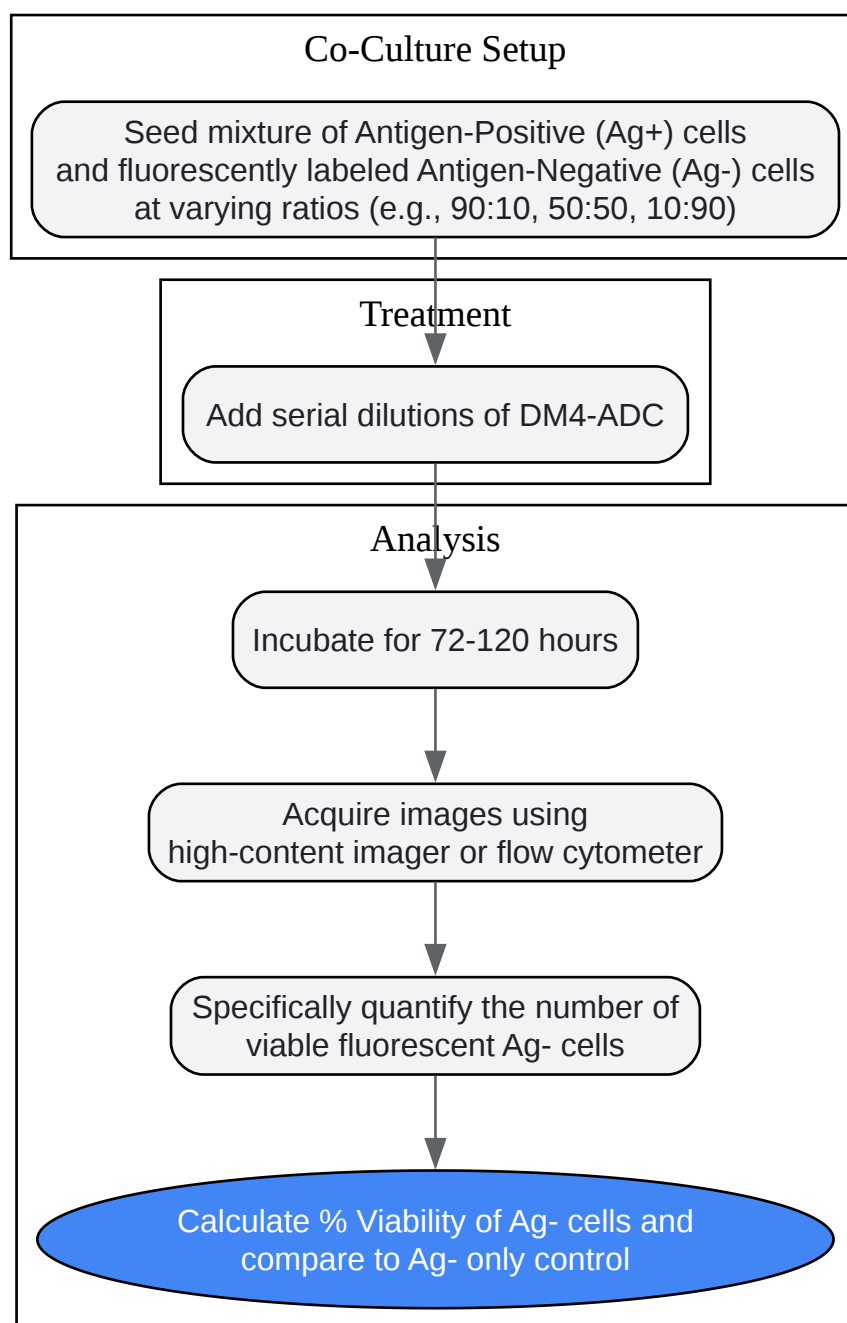 Co-Culture Setup
Seed mixture of Antigen-Positive (Ag+) cells
and fluorescently labeled Antigen-Negative (Ag-) cells
at varying ratios (e.g., 90:10, 50:50, 10:90)
Treatment
Add serial dilutions of DM4-ADC
Analysis
Incubate for 72-120 hours
Acquire images using
high-content imager or flow cytometer
Specifically quantify the number of
viable fluorescent Ag- cells
Calculate % Viability of Ag- cells and
compare to Ag- only control